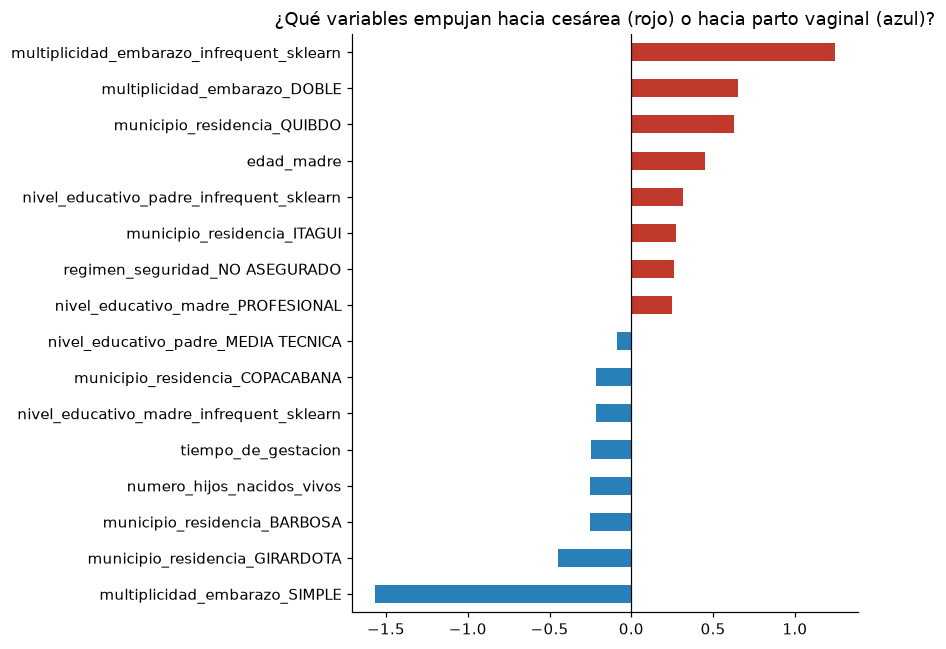 ¿Qué variables empujan hacia cesárea (rojo) o hacia parto vaginal (azul)?
multiplicidad_embarazo_infrequent_sklearn
multiplicidad_embarazo_DOBLE
municipio_residencia_QUIBDO
edad_madre
nivel_educativo_padre_infrequent_sklearn
municipio_residencia_ITAGUI
regimen_seguridad_NO ASEGURADO
nivel_educativo_madre_PROFESIONAL
nivel_educativo_padre_MEDIA TECNICA
municipio_residencia_COPACABANA
nivel_educativo_madre_infrequent_sklearn
tiempo_de_gestacion
numero_hijos_nacidos_vivos
municipio_residencia_BARBOSA
municipio_residencia_GIRARDOTA
multiplicidad_embarazo_SIMPLE
−1.5 −1.0 −0.5 0.0 0.5 1.0